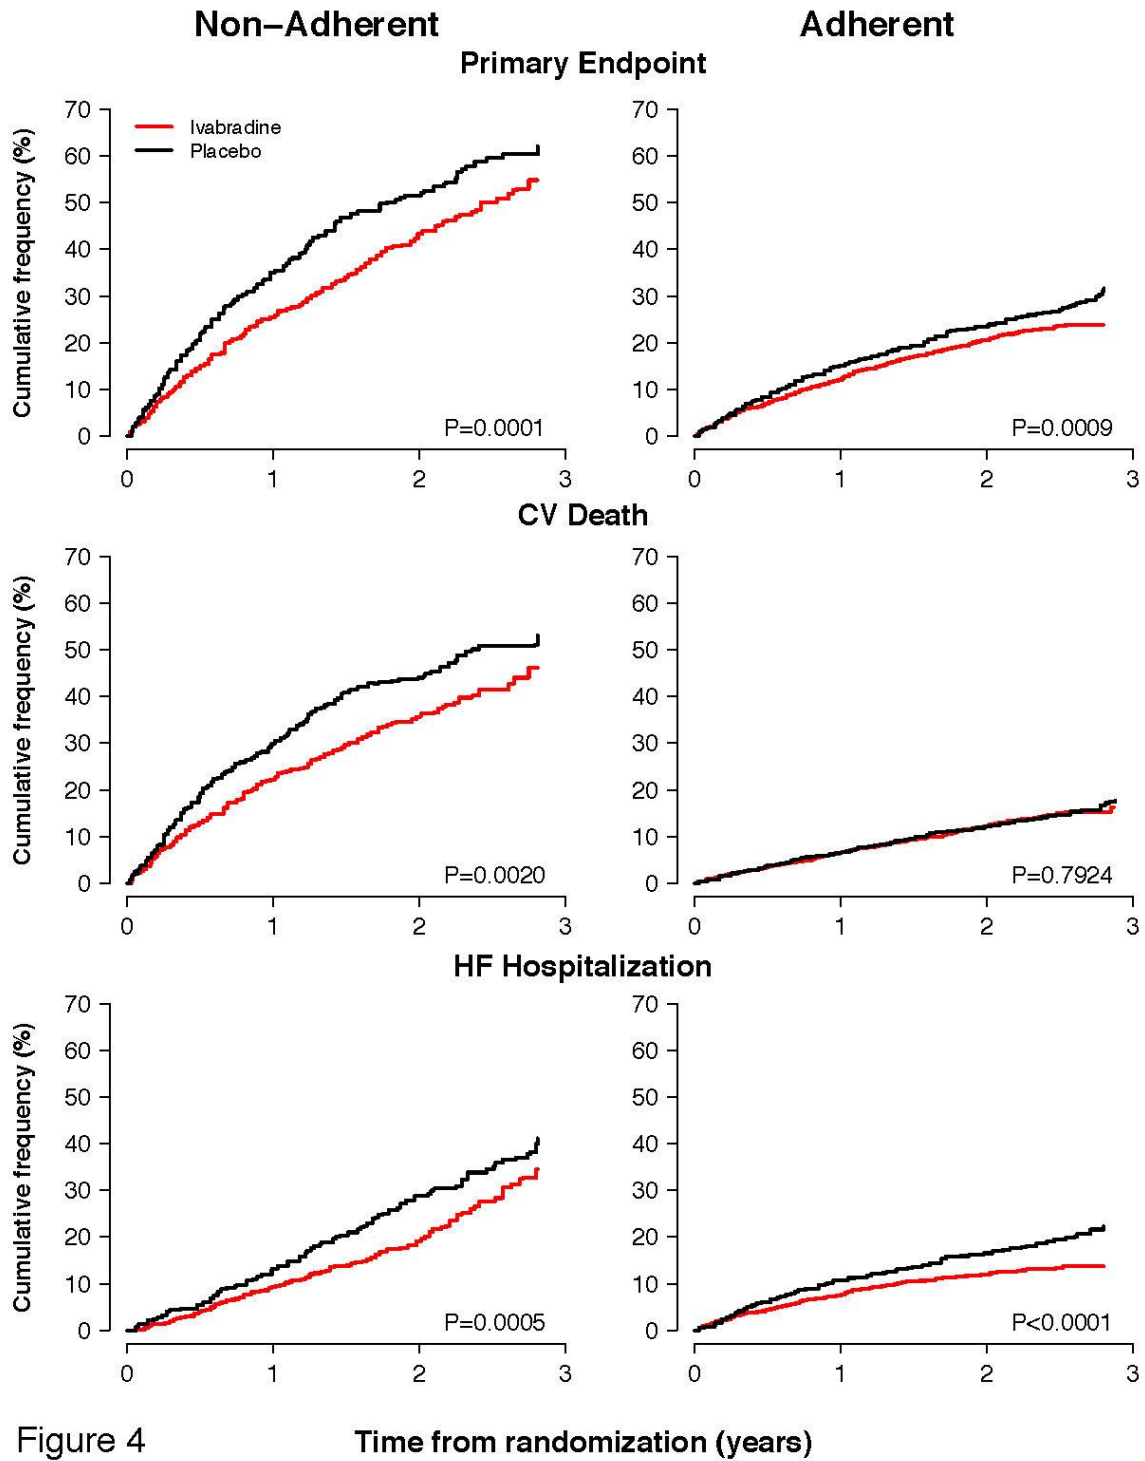 Non–Adherent Adherent
Primary Endpoint
Cumulative frequency (%)
70
60
50
40
30
20
10
0
Ivabradine
Placebo
P=0.0001
0 1 2 3
70
60
50
40
30
20
10
0
P=0.0009
0 1 2 3
CV Death
Cumulative frequency (%)
70
60
50
40
30
20
10
0
P=0.0020
0 1 2 3
70
60
50
40
30
20
10
0
P=0.7924
0 1 2 3
HF Hospitalization
Cumulative frequency (%)
70
60
50
40
30
20
10
0
P=0.0005
0 1 2 3
70
60
50
40
30
20
10
0
P<0.0001
0 1 2 3
Figure 4 Time from randomization (years)